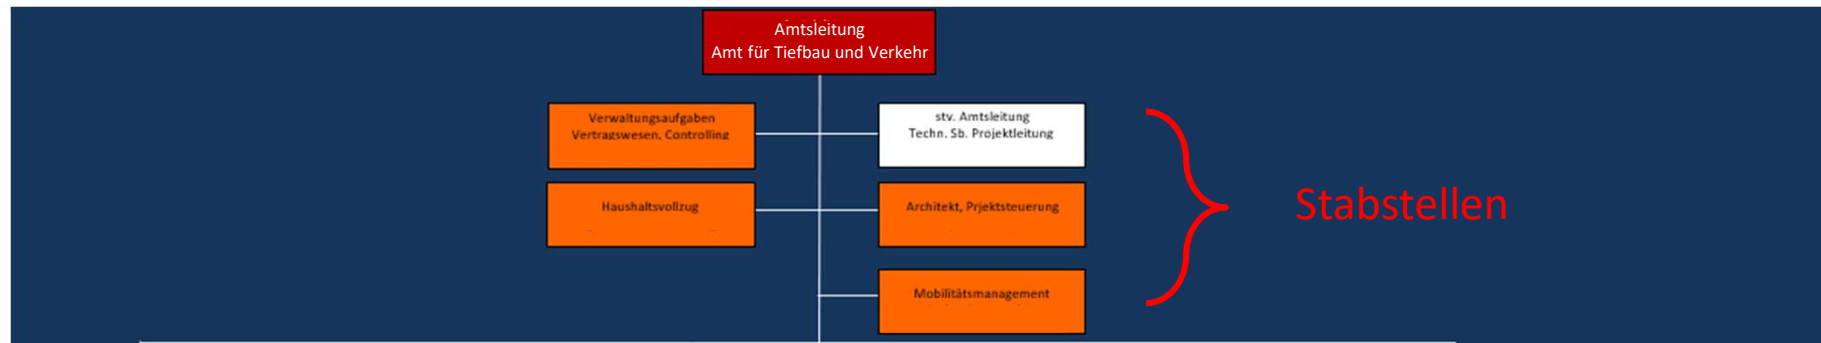 Amtsleitung
Amt für Tiefbau und Verkehr
Verwaltungsaufgaben
Vertragswesen, Controlling
stv. Amtsleitung
Techn. Sb. Projektleitung
Haushaltsvollzug
Architekt, Prjektsteuerung
Mobilitätsmanagement
Stabstellen